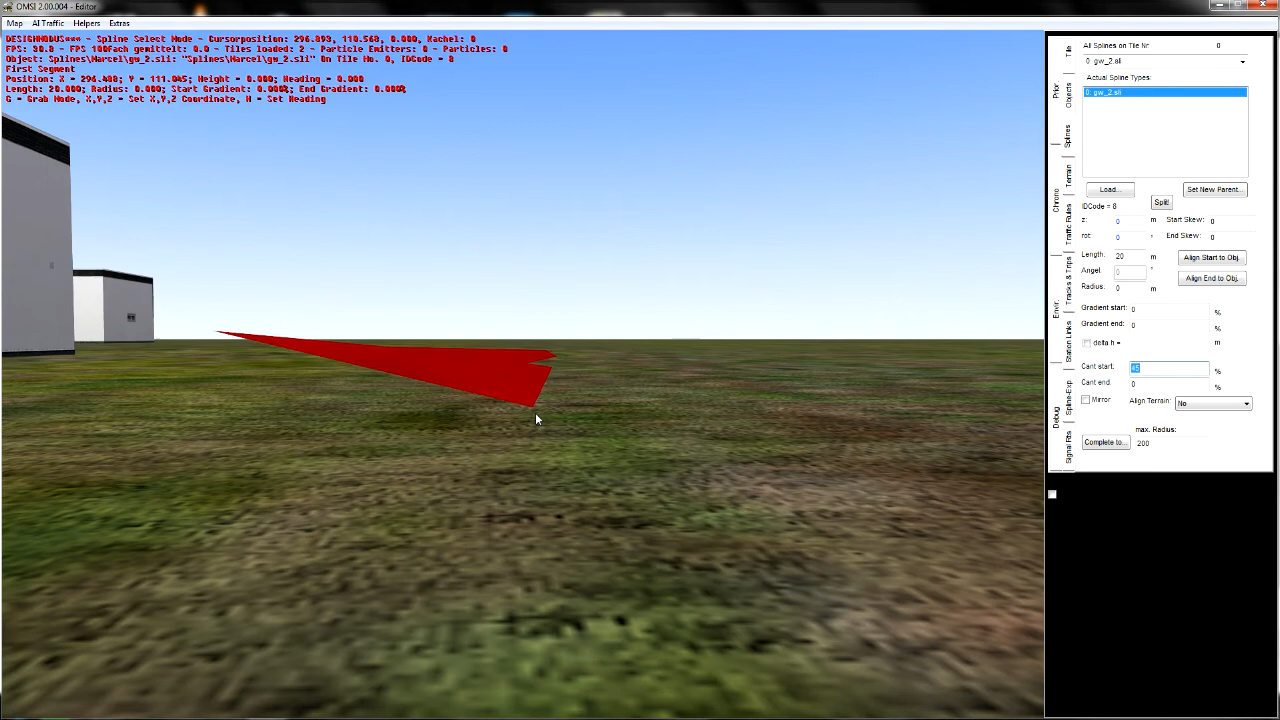 OMSI 2.00.004 - Editor
Map AI Traffic Helpers Extras
DESIGNMODUS=== - Spline Select Mode - Cursorposition: 296.893, 110.568, 0.000, Kachel: 0
FPS: 30.0 - FPS 100Fach gemittelt: 0.0 - Tiles loaded: 2 - Particle Emitters: 0 - Particles: 0
Object: Splines\Marcel\gw_2.sli: "Splines\Marcel\gw_2.sli" On Tile No. 0, IDCode = 0
First Segment
Position: X = 296.488; Y = 111.045; Height = 0.000; Heading = 0.000
Length: 20.000; Radius: 0.000; Start Gradient: 0.000%; End Gradient: 0.000%
G = Grab Mode, X,Y,Z = Set X,Y,Z Coordinate, H = Set Heading
Tile
Prior.
Objects
Splines
Terrain
Chrono
Traffic Rules
Tracks & Trips
Envir.
Station Links
Spline-Exp
Debug
Signal Rts
All Splines on Tile Nr: 0
0: gw_2.sli
Actual Spline Types:
0: gw_2.sli
Load... Set New Parent...
Split!
IDCode = 8
z: 0 m Start Skew: 0
rot: 0 ° End Skew: 0
Length: 20 m Align Start to Obj.
Angel: 0 ° Align End to Obj.
Radius: 0 m
Gradient start: 0 %
Gradient end: 0 %
delta h = m
Cant start: 45 %
Cant end: 0 %
Mirror Align Terrain: No
max. Radius:
Complete to... 200